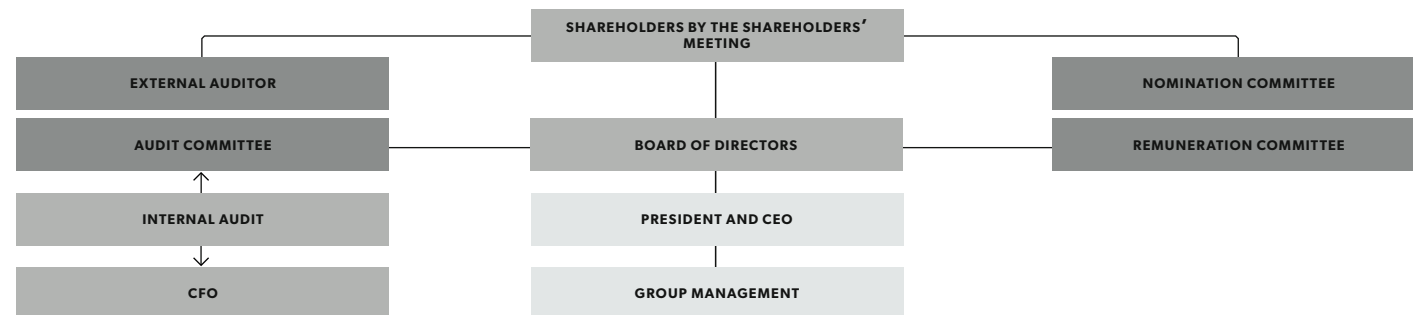 SHAREHOLDERS BY THE SHAREHOLDERS’
MEETING
EXTERNAL AUDITOR
NOMINATION COMMITTEE
AUDIT COMMITTEE
BOARD OF DIRECTORS
REMUNERATION COMMITTEE
INTERNAL AUDIT
PRESIDENT AND CEO
CFO
GROUP MANAGEMENT